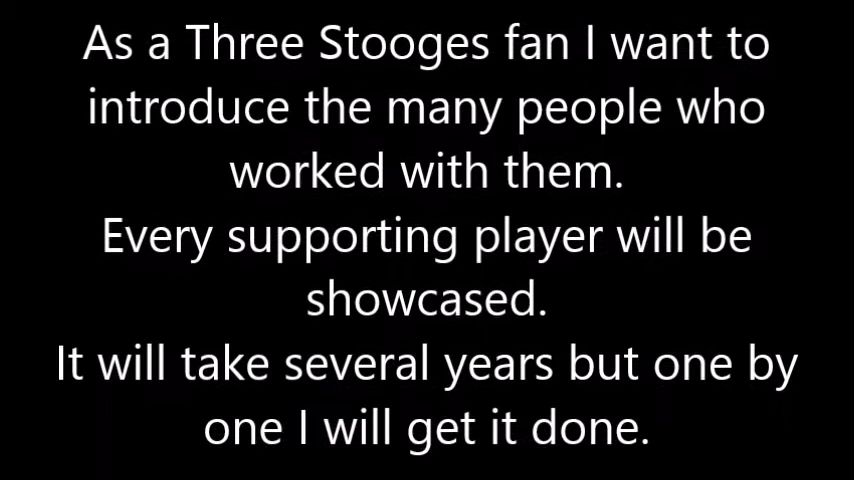 As a Three Stooges fan I want to
introduce the many people who
worked with them.
Every supporting player will be
showcased.
It will take several years but one by
one I will get it done.